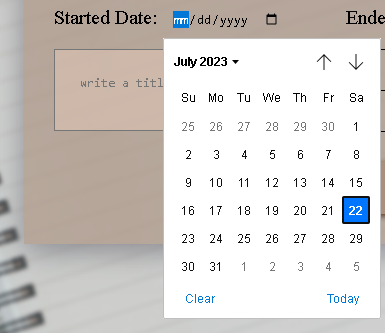 Started Date: mm/dd/yyyy Ende
July 2023
write a titl
Su Mo Tu We Th Fr Sa
25 26 27 28 29 30 1
2 3 4 5 6 7 8
9 10 11 12 13 14 15
16 17 18 19 20 21 22
23 24 25 26 27 28 29
30 31 1 2 3 4 5
Clear Today